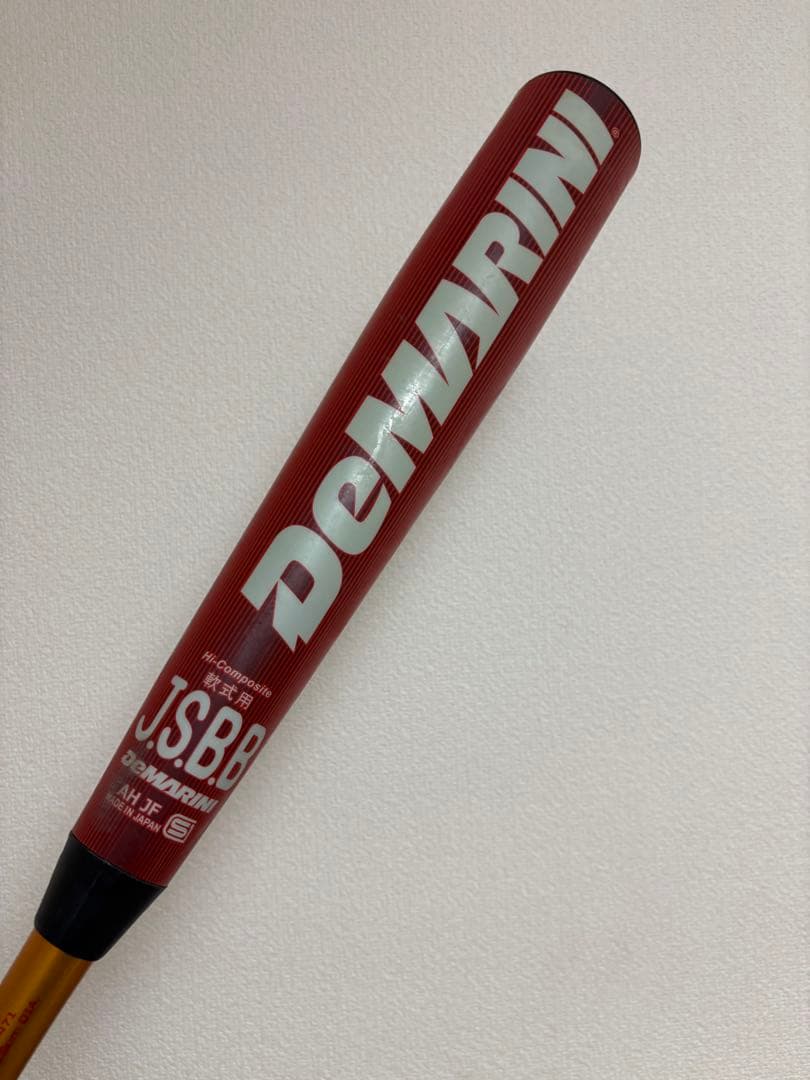 DeMARINI®
Hi-Composite
軟式用
J.S.B.B
DeMARINI
AH JF
MADE IN JAPAN